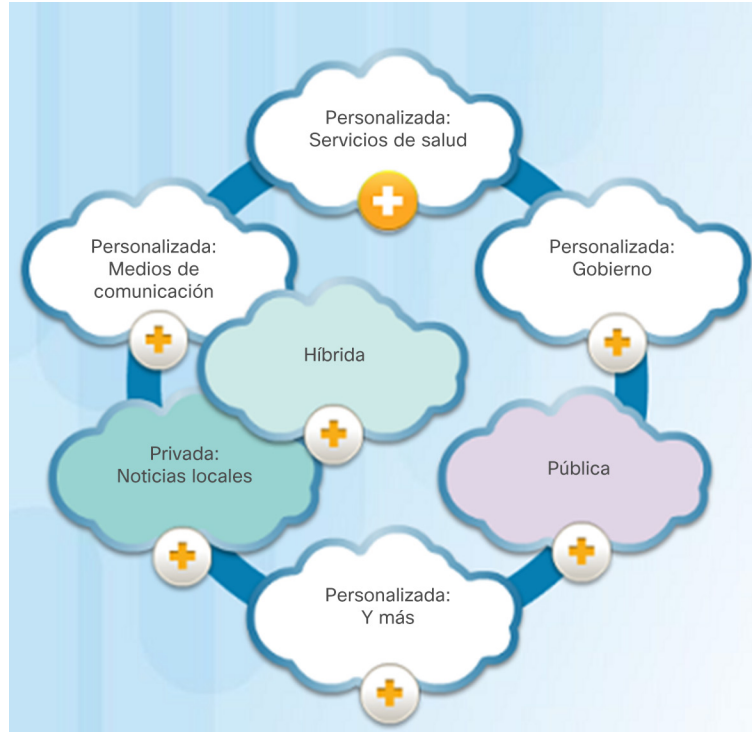 Personalizada:
Servicios de salud
Personalizada:
Medios de
comunicación
Personalizada:
Gobierno
Híbrida
Privada:
Noticias locales
Pública
Personalizada:
Y más